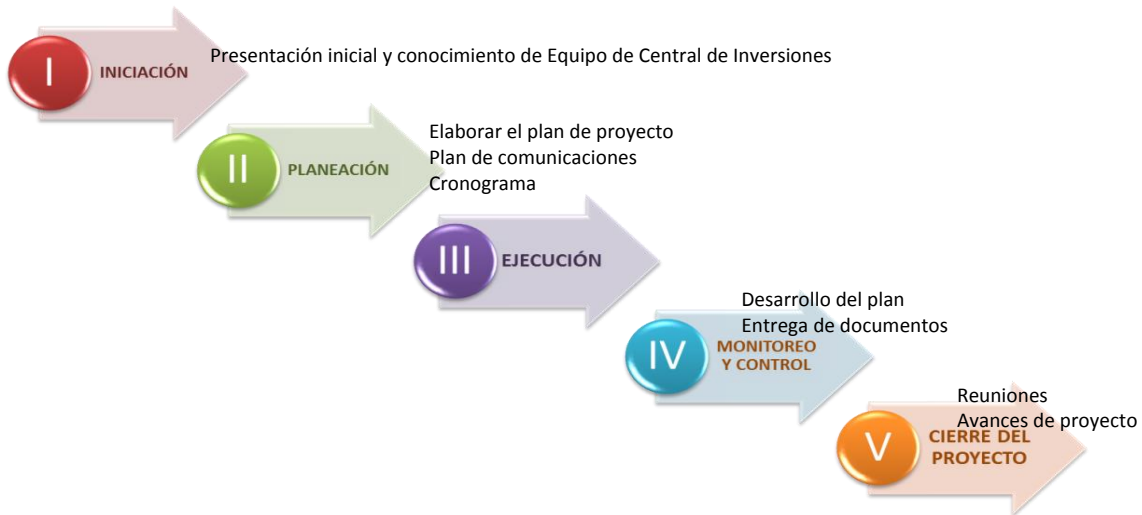 I
INICIACIÓN
Presentación inicial y conocimiento de Equipo de Central de Inversiones
II
PLANEACIÓN
Elaborar el plan de proyecto
Plan de comunicaciones
Cronograma
III
EJECUCIÓN
Desarrollo del plan
Entrega de documentos
IV
MONITOREO
Y CONTROL
Reuniones
Avances de proyecto
V
CIERRE DEL
PROYECTO